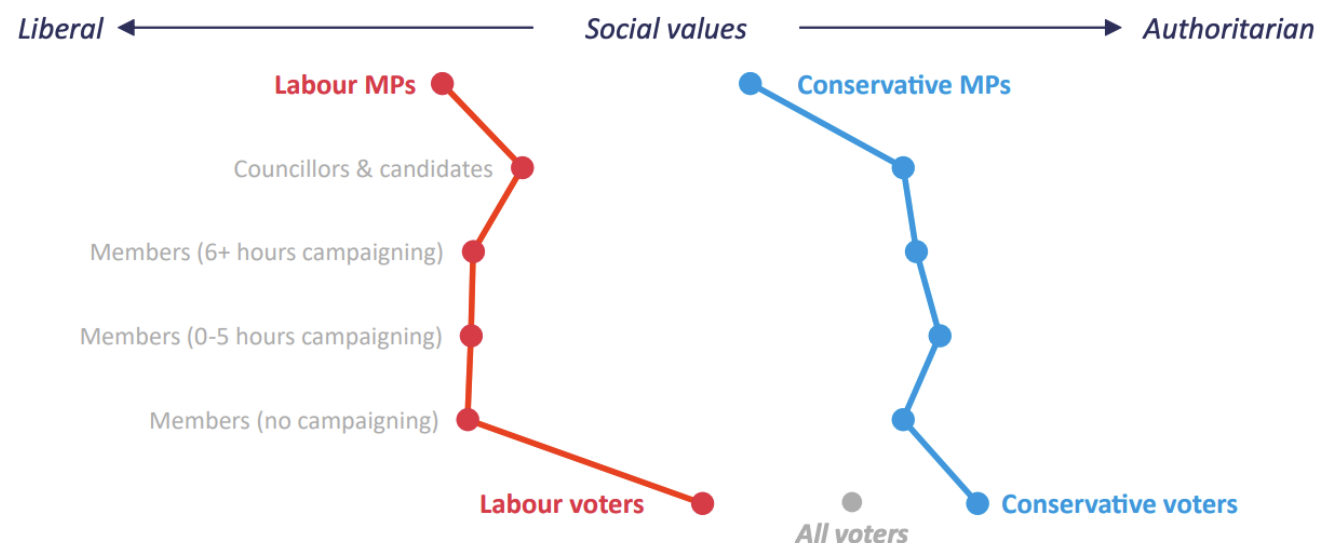 Liberal
Social values
Authoritarian
Labour MPs
Conservative MPs
Councillors & candidates
Members (6+ hours campaigning)
Members (0-5 hours campaigning)
Members (no campaigning)
Labour voters
Conservative voters
All voters